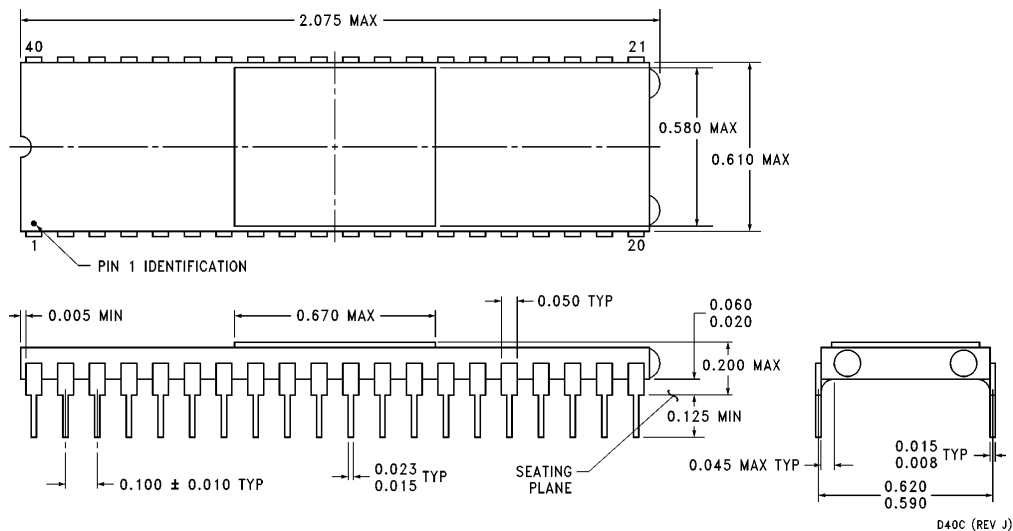 2.075 MAX
40
21
0.580 MAX
0.610 MAX
1
20
PIN 1 IDENTIFICATION
0.005 MIN
0.670 MAX
0.050 TYP
0.060
0.020
0.200 MAX
0.125 MIN
0.100 ± 0.010 TYP
0.023
0.015
TYP
SEATING
PLANE
0.045 MAX TYP
0.015
0.008
TYP
0.620
0.590
D40C (REV J)